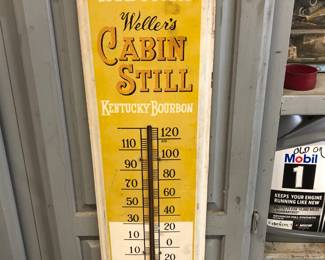 Weller's
CABIN
STILL
KENTUCKY BOURBON
120
110
100
90
80
70
60
50
40
30
20
10
0
10
20
OLD
Mobil
1
KEEPS YOUR ENGINE
RUNNING LIKE NEW